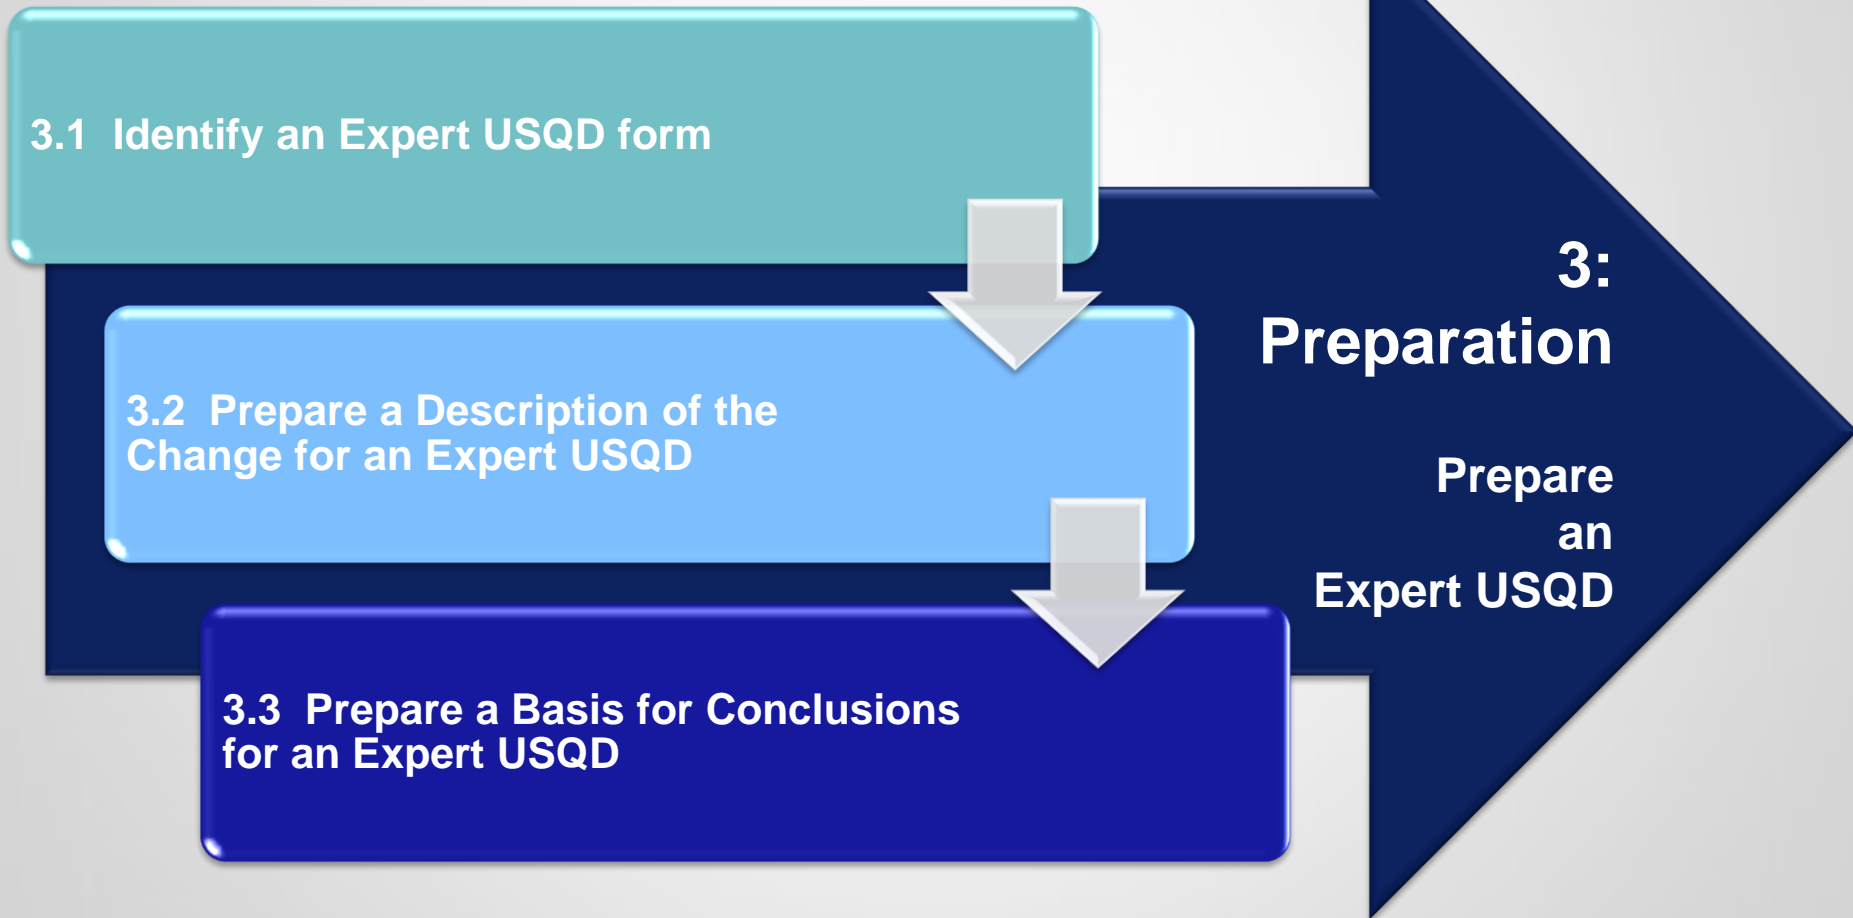 3.1  Identify an Expert USQD form
3.2  Prepare a Description of the
Change for an Expert USQD
3.3  Prepare a Basis for Conclusions
for an Expert USQD
3:
Preparation
Prepare
an
Expert USQD